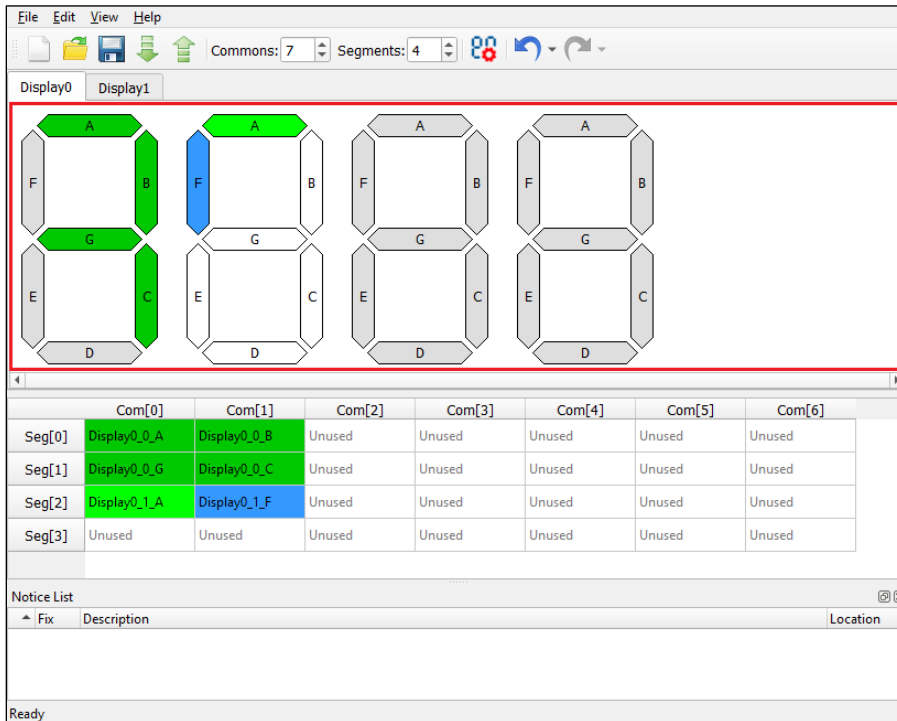 File Edit View Help
Commons: 7 Segments: 4
Display0 Display1
A A A A
F B F B F B F B
G G G G
E C E C E C E C
D D D D
Com[0] Com[1] Com[2] Com[3] Com[4] Com[5] Com[6]
Seg[0] Display0_0_A Display0_0_B Unused Unused Unused Unused Unused
Seg[1] Display0_0_G Display0_0_C Unused Unused Unused Unused Unused
Seg[2] Display0_1_A Display0_1_F Unused Unused Unused Unused Unused
Seg[3] Unused Unused Unused Unused Unused Unused Unused
Notice List
Fix Description Location
Ready